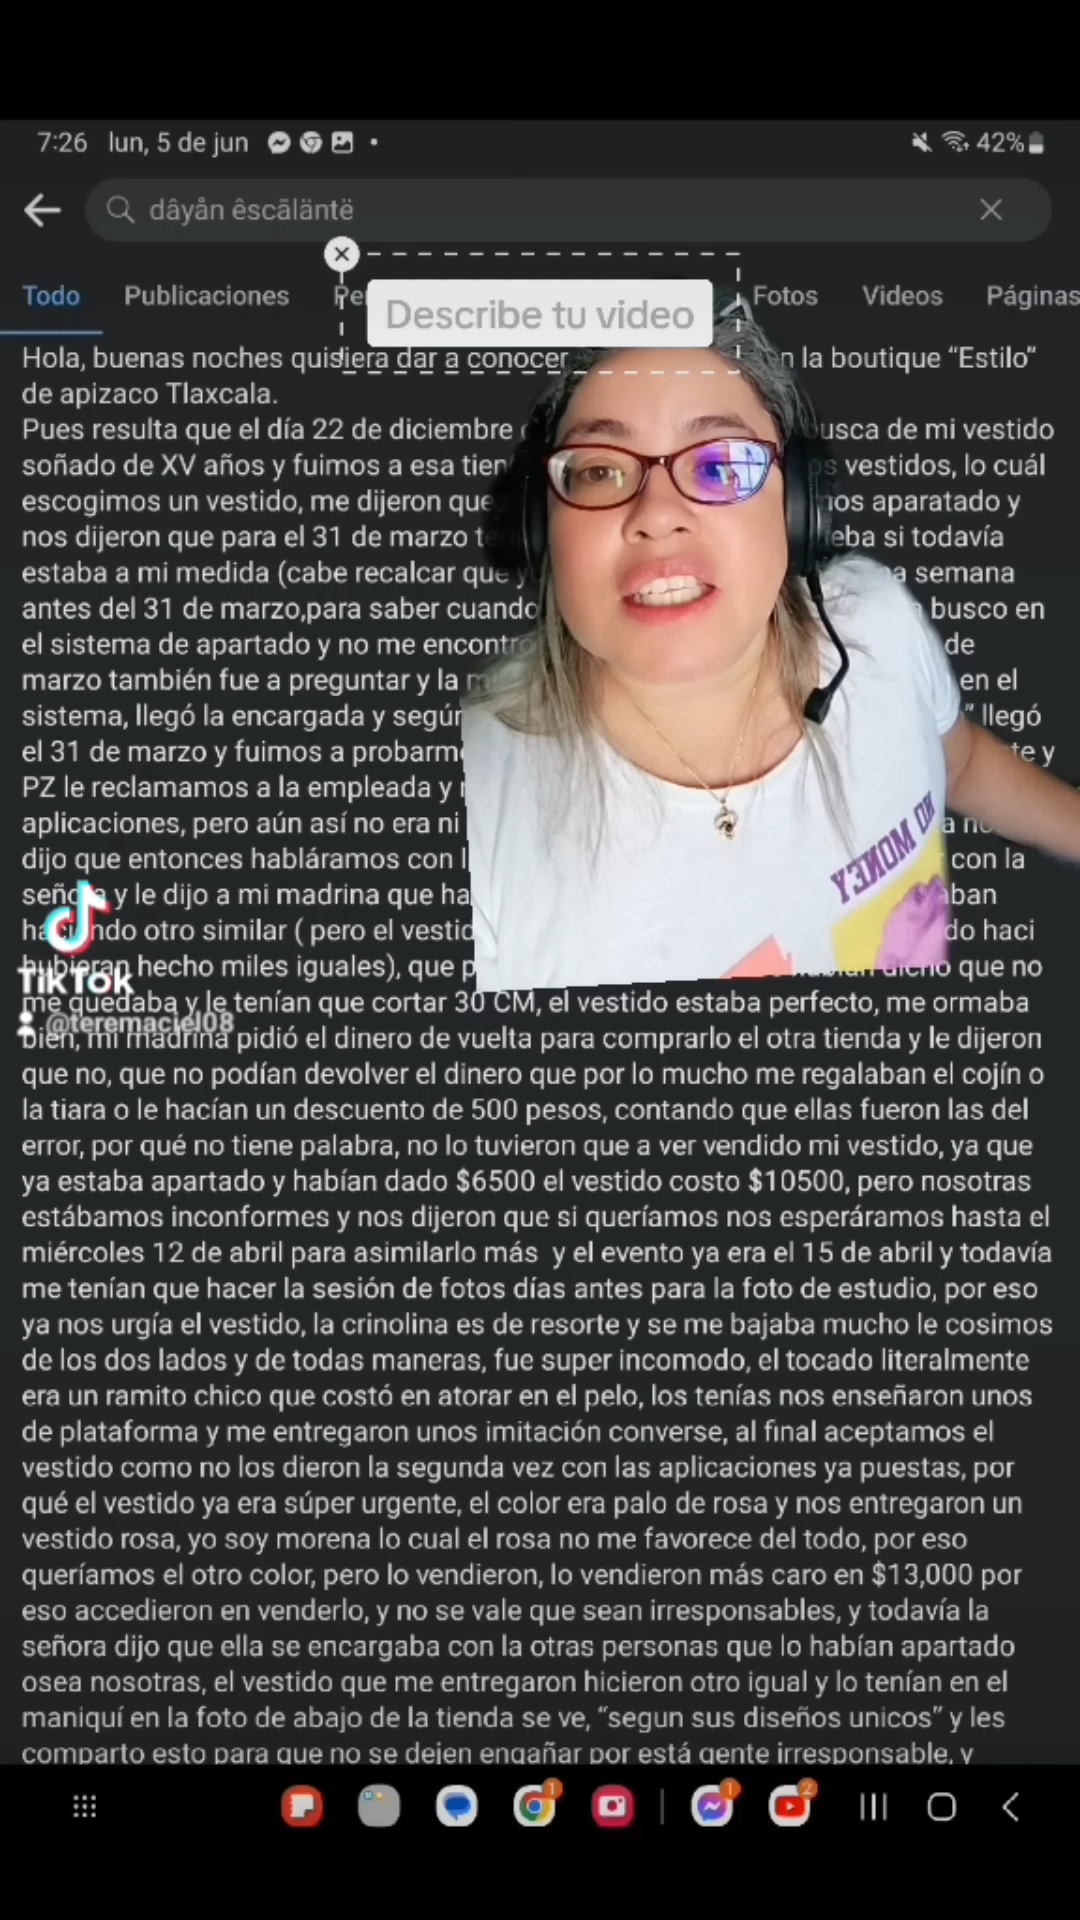 7:26 lun, 5 de jun 42%
dâyån êscāläntë
Todo Publicaciones Fotos Videos Páginas
Describe tu video
Hola, buenas noches quisiera dar a conocer la boutique “Estilo”
de apizaco Tlaxcala.
Pues resulta que el día 22 de diciembre de mi vestido
soñado de XV años y fuimos a esa vestidos, lo cuál
escogimos un vestido, me dijeron que aparatado y
nos dijeron que para el 31 de marzo si todavía
estaba a mi medida (cabe recalcar que semana
antes del 31 de marzo,para saber cuando busco en
el sistema de apartado y no me encontro de
marzo también fue a preguntar y la en el
sistema, llegó la encargada y según ” llegó
el 31 de marzo y fuimos a probarme y
PZ le reclamamos a la empleada y
aplicaciones, pero aún así no era ni
dijo que entonces habláramos con con la
señora y le dijo a mi madrina que
haciendo otro similar ( pero el haci
hubieran hecho miles iguales), que que no
me quedaba y le tenían que cortar 30 CM, el vestido estaba perfecto, me ormaba
bien, mi madrina pidió el dinero de vuelta para comprarlo el otra tienda y le dijeron
que no, que no podían devolver el dinero que por lo mucho me regalaban el cojín o
la tiara o le hacían un descuento de 500 pesos, contando que ellas fueron las del
error, por qué no tiene palabra, no lo tuvieron que a ver vendido mi vestido, ya que
ya estaba apartado y habían dado $6500 el vestido costo $10500, pero nosotras
estábamos inconformes y nos dijeron que si queríamos nos esperáramos hasta el
miércoles 12 de abril para asimilarlo más y el evento ya era el 15 de abril y todavía
me tenían que hacer la sesión de fotos días antes para la foto de estudio, por eso
ya nos urgía el vestido, la crinolina es de resorte y se me bajaba mucho le cosimos
de los dos lados y de todas maneras, fue super incomodo, el tocado literalmente
era un ramito chico que costó en atorar en el pelo, los tenías nos enseñaron unos
de plataforma y me entregaron unos imitación converse, al final aceptamos el
vestido como no los dieron la segunda vez con las aplicaciones ya puestas, por
qué el vestido ya era súper urgente, el color era palo de rosa y nos entregaron un
vestido rosa, yo soy morena lo cual el rosa no me favorece del todo, por eso
queríamos el otro color, pero lo vendieron, lo vendieron más caro en $13,000 por
eso accedieron en venderlo, y no se vale que sean irresponsables, y todavía la
señora dijo que ella se encargaba con la otras personas que lo habían apartado
osea nosotras, el vestido que me entregaron hicieron otro igual y lo tenían en el
maniquí en la foto de abajo de la tienda se ve, “segun sus diseños unicos” y les
comparto esto para que no se dejen engañar por está gente irresponsable, y
NO MONEY
TikTok
@teremaciel08
1 1 2